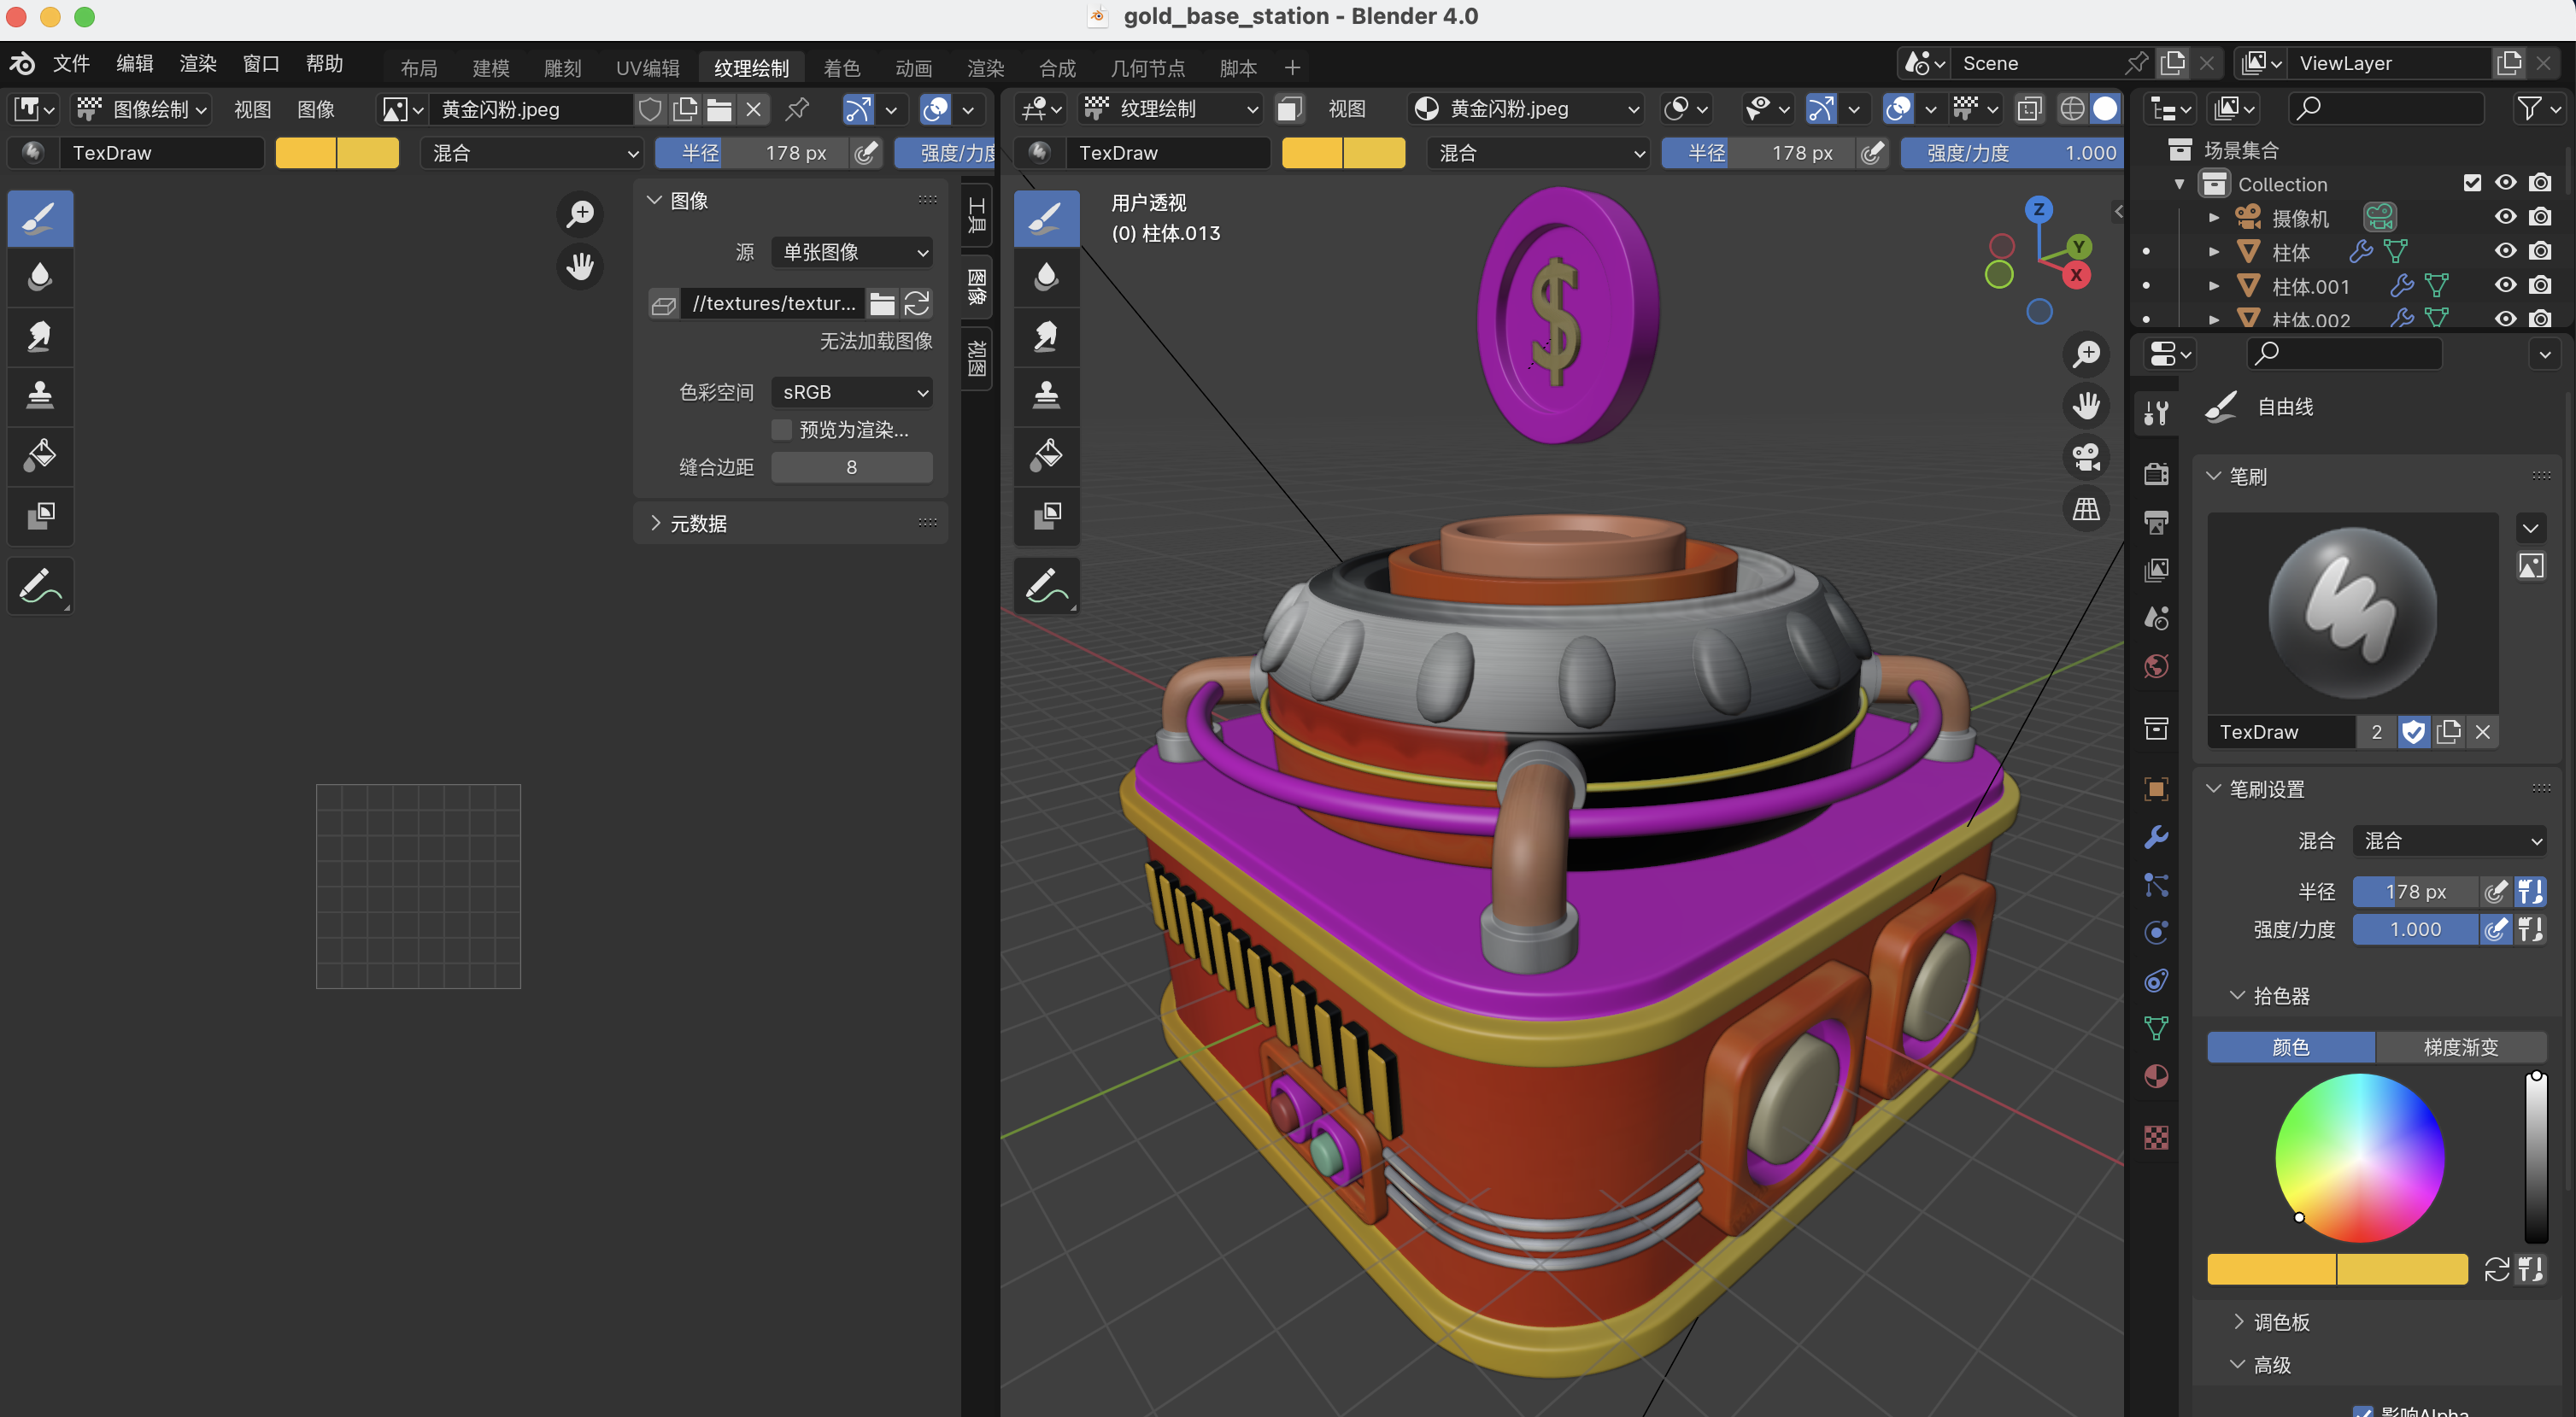 gold_base_station - Blender 4.0
文件 编辑 渲染 窗口 帮助
布局 建模 雕刻 UV编辑 纹理绘制 着色 动画 渲染 合成 几何节点 脚本 +
Scene
ViewLayer
图像绘制 视图 图像 黄金闪粉.jpeg
TexDraw 混合 半径 178 px 强度/力度
图像
源 单张图像
//textures/textur...
无法加载图像
色彩空间 sRGB
预览为渲染...
缝合边距 8
元数据
工具
图像
视图
纹理绘制 视图 黄金闪粉.jpeg
TexDraw 混合 半径 178 px 强度/力度 1.000
用户透视
(0) 柱体.013
Z
Y
X
$
场景集合
Collection
摄像机
柱体
柱体.001
柱体.002
自由线
笔刷
TexDraw 2
笔刷设置
混合 混合
半径 178 px
强度/力度 1.000
拾色器
颜色 梯度渐变
调色板
高级
影响Alpha